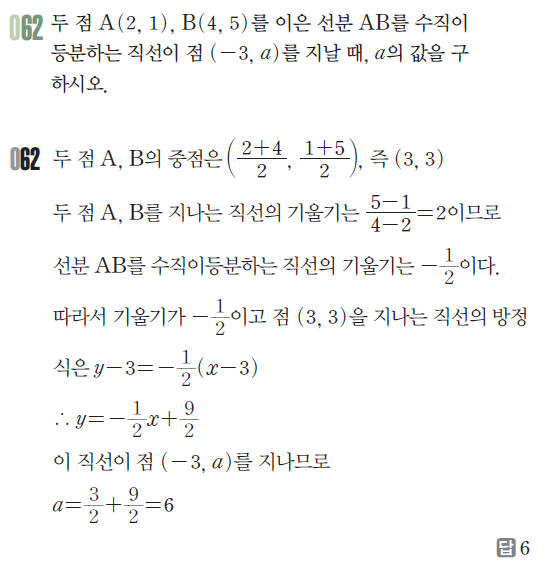 062 두 점 A(2, 1), B(4, 5)를 이은 선분 AB를 수직이
등분하는 직선이 점 (-3, a)를 지날 때, a의 값을 구
하시오.
062 두 점 A, B의 중점은 ((2+4)/2, (1+5)/2), 즉 (3, 3)
두 점 A, B를 지나는 직선의 기울기는 (5-1)/(4-2)=2이므로
선분 AB를 수직이등분하는 직선의 기울기는 -1/2이다.
따라서 기울기가 -1/2이고 점 (3, 3)을 지나는 직선의 방정
식은 y-3=-1/2(x-3)
∴ y=-1/2x+9/2
이 직선이 점 (-3, a)를 지나므로
a=3/2+9/2=6
답 6